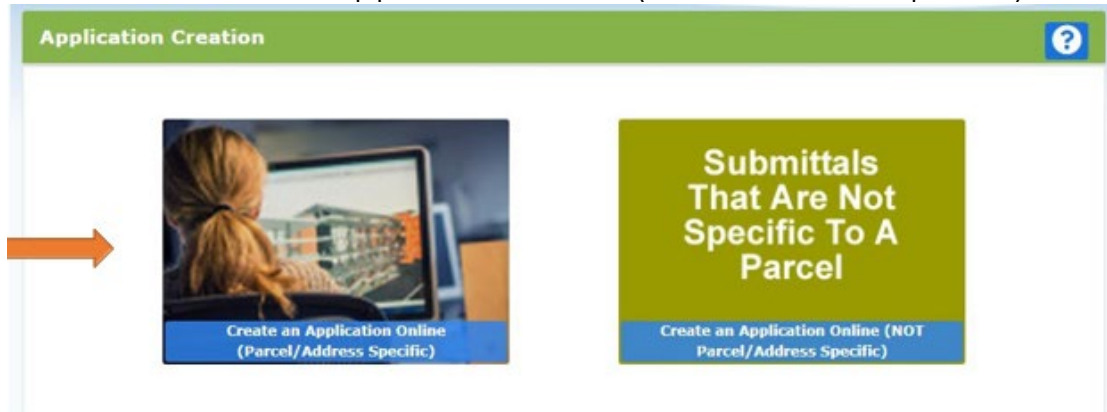 Application Creation
?
Submittals
That Are Not
Specific To A
Parcel
Create an Application Online
(Parcel/Address Specific)
Create an Application Online (NOT
Parcel/Address Specific)